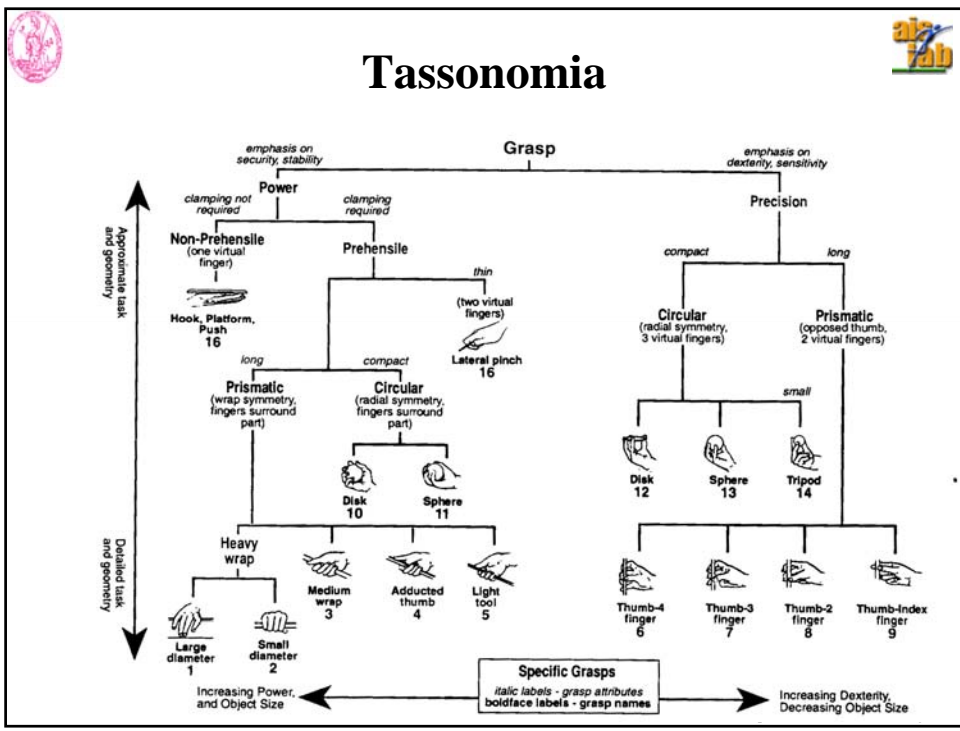 Tassonomia
ais
lab
Grasp
emphasis on
security, stability
emphasis on
dexterity, sensitivity
Power
Precision
clamping not
required
clamping
required
Non-Prehensile
(one virtual
finger)
Prehensile
Hook, Platform,
Push
16
thin
(two virtual
fingers)
Lateral pinch
16
compact
long
Circular
(radial symmetry,
3 virtual fingers)
Prismatic
(opposed thumb,
2 virtual fingers)
long
compact
Prismatic
(wrap symmetry,
fingers surround
part)
Circular
(radial symmetry,
fingers surround
part)
small
Disk
10
Sphere
11
Disk
12
Sphere
13
Tripod
14
Heavy
wrap
Medium
wrap
3
Adducted
thumb
4
Light
tool
5
Large
diameter
1
Small
diameter
2
Thumb-4
finger
6
Thumb-3
finger
7
Thumb-2
finger
8
Thumb-Index
finger
9
Approximate task
and geometry
Detailed task
and geometry
Increasing Power,
and Object Size
Specific Grasps
italic labels - grasp attributes
boldface labels - grasp names
Increasing Dexterity,
Decreasing Object Size